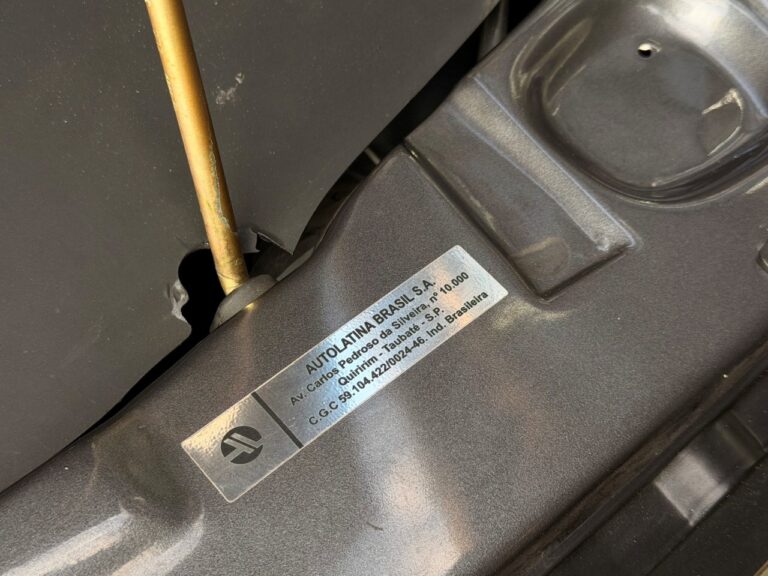 AUTOLATINA BRASIL S.A.
Av. Carlos Pedroso da Silveira, nº 10.000
Quiririm - Taubaté - S.P.
C.G.C 59.104.422/0024-46. Ind. Brasileira